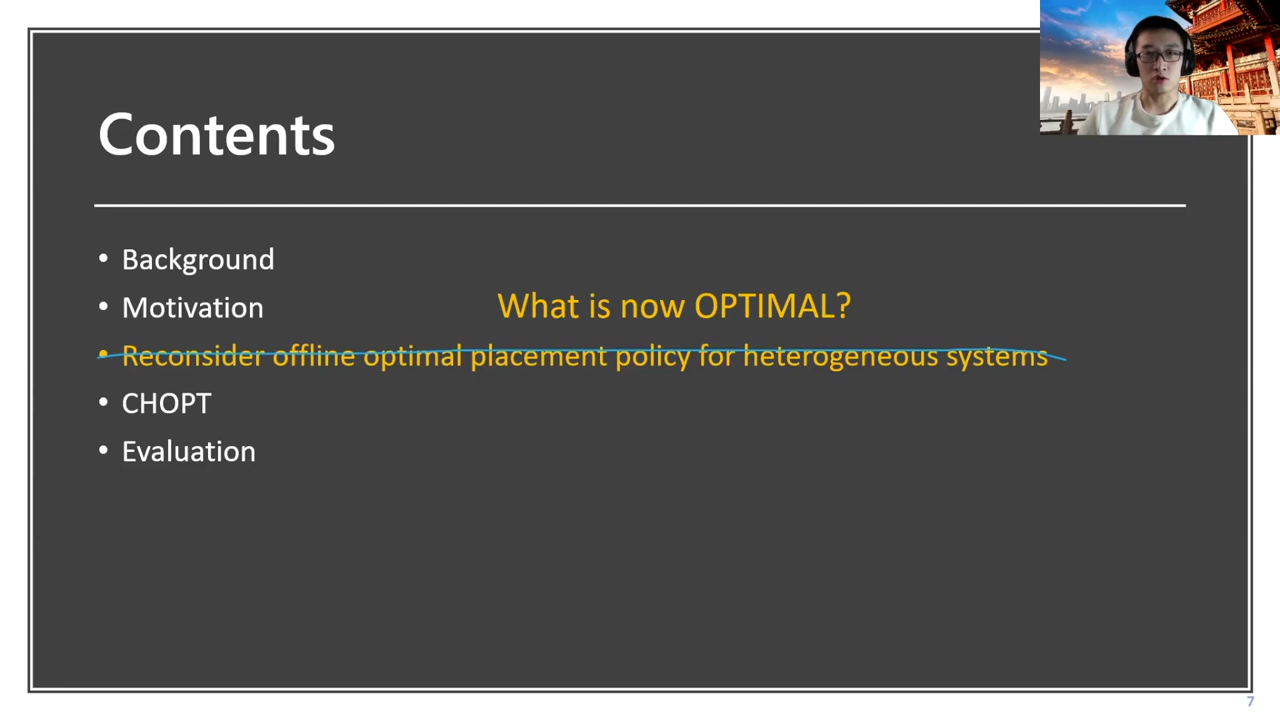 Contents
• Background
• Motivation
What is now OPTIMAL?
• Reconsider offline optimal placement policy for heterogeneous systems
• CHOPT
• Evaluation
7